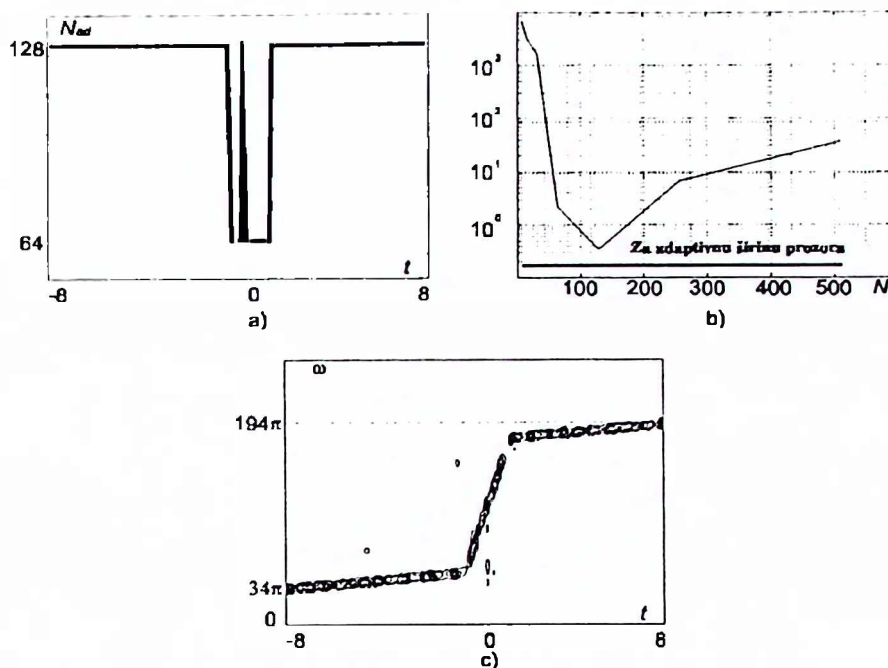 N_ad
128
64
-8
0
8
t
a)
10³
10²
10¹
10⁰
Za adaptivnu širinu prozora
100
200
300
400
500
N
b)
ω
194π
34π
0
-8
0
8
t
c)